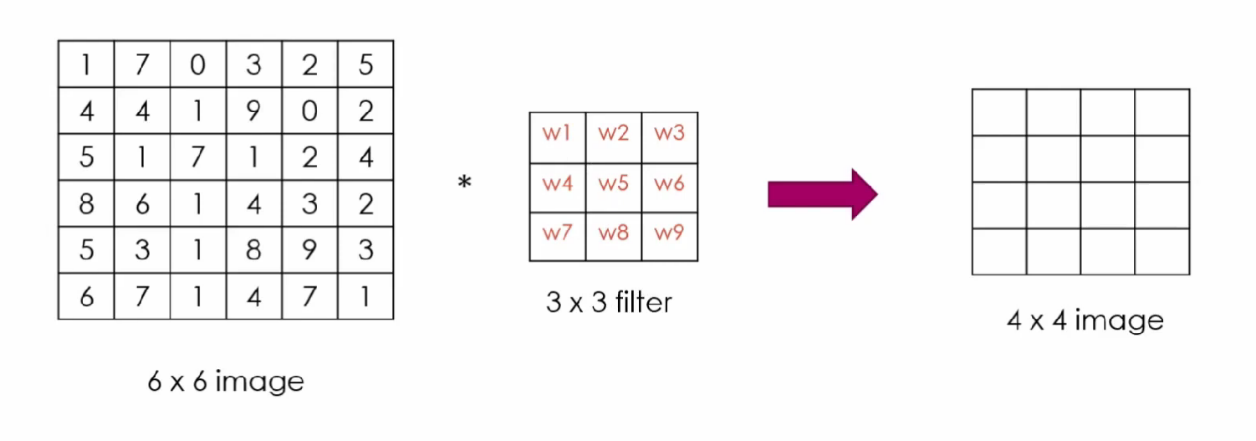 1 7 0 3 2 5
4 4 1 9 0 2
5 1 7 1 2 4
8 6 1 4 3 2
5 3 1 8 9 3
6 7 1 4 7 1
6 x 6 image
*
w1 w2 w3
w4 w5 w6
w7 w8 w9
3 x 3 filter
4 x 4 image